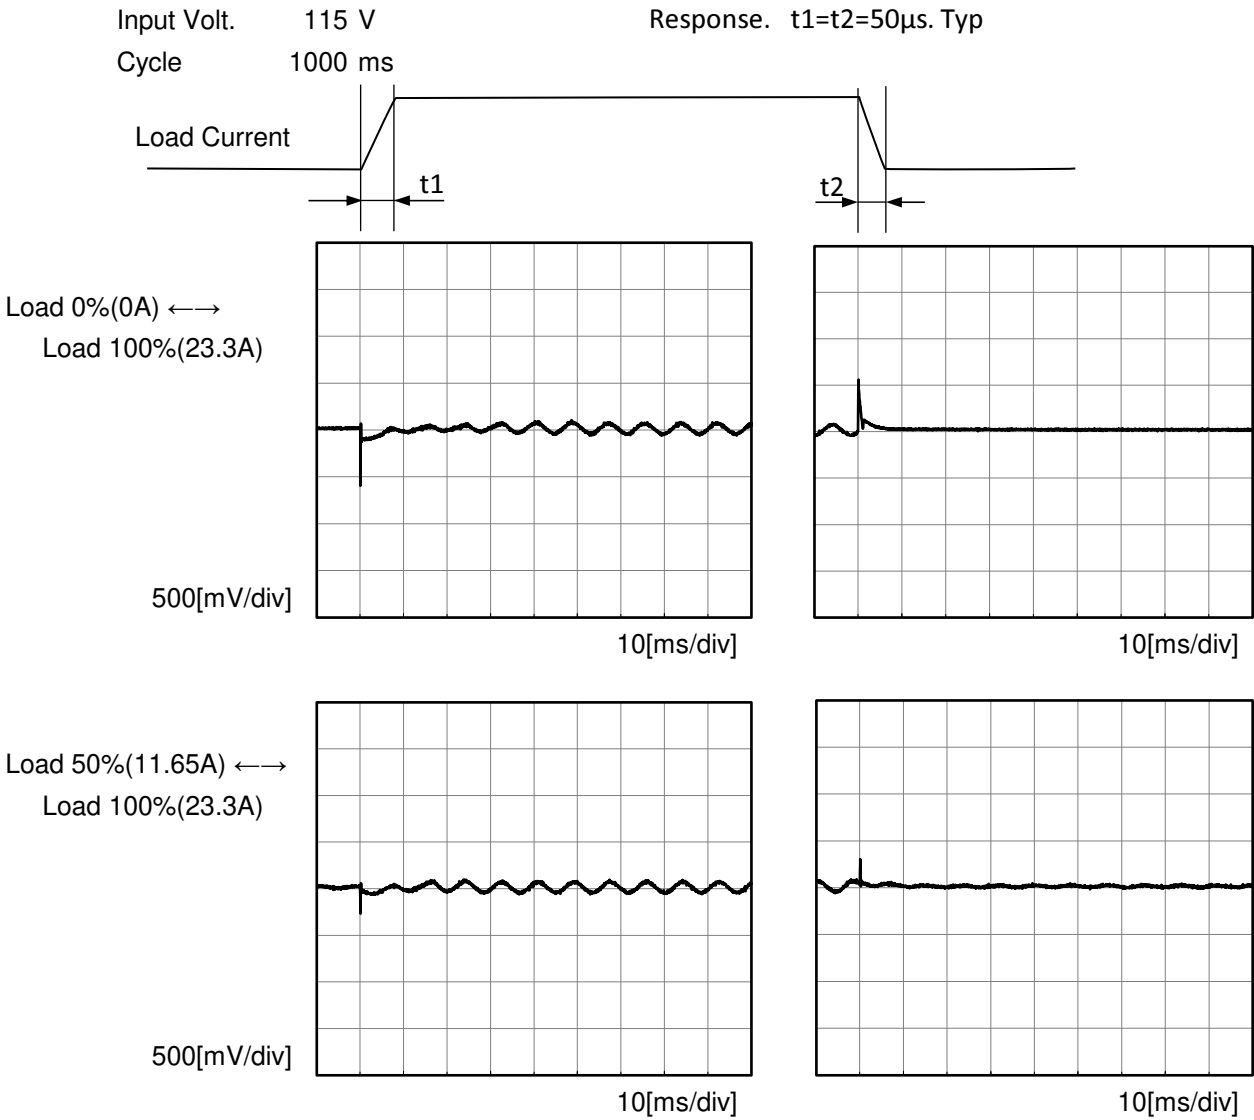 Input Volt. 115 V Response. t1=t2=50µs. Typ
Cycle 1000 ms
Load Current
t1
t2
Load 0%(0A) ←→
Load 100%(23.3A)
500[mV/div]
10[ms/div] 10[ms/div]
Load 50%(11.65A) ←→
Load 100%(23.3A)
500[mV/div]
10[ms/div] 10[ms/div]